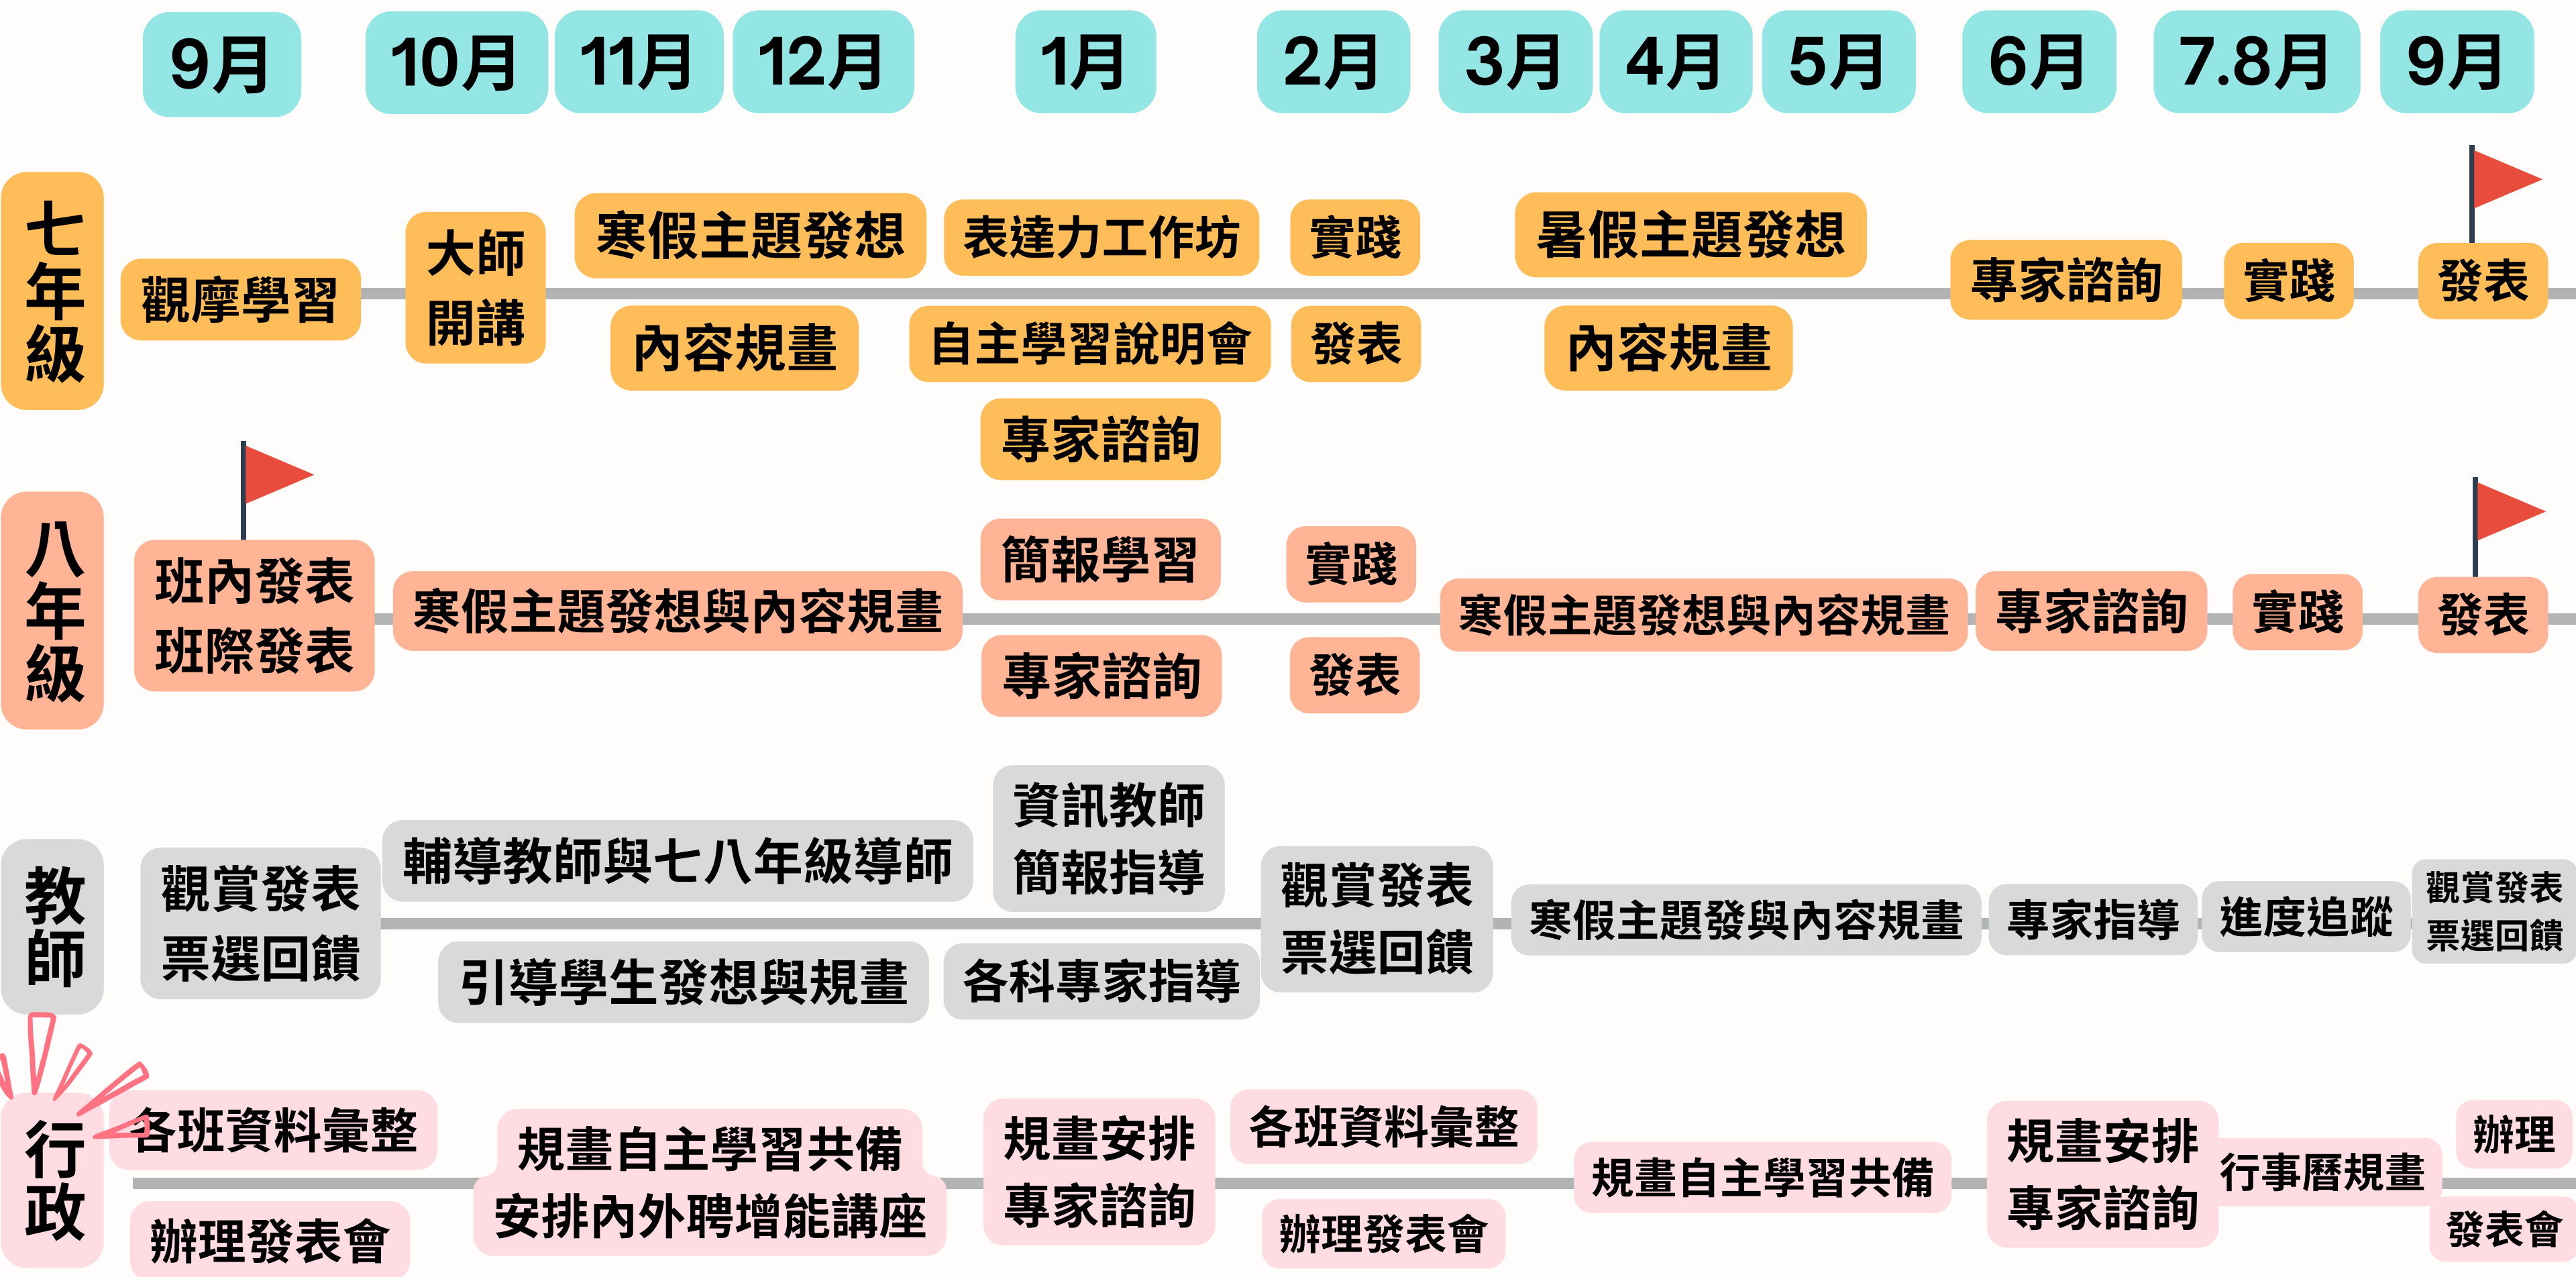 9月 10月 11月 12月 1月 2月 3月 4月 5月 6月 7.8月 9月
七年級
觀摩學習
大師
開講
寒假主題發想
內容規畫
表達力工作坊
自主學習說明會
專家諮詢
實踐
發表
暑假主題發想
內容規畫
專家諮詢
實踐
發表
八年級
班內發表
班際發表
寒假主題發想與內容規畫
簡報學習
專家諮詢
實踐
發表
寒假主題發想與內容規畫
專家諮詢
實踐
發表
教師
觀賞發表
票選回饋
輔導教師與七八年級導師
引導學生發想與規畫
資訊教師
簡報指導
各科專家指導
觀賞發表
票選回饋
寒假主題發與內容規畫
專家指導
進度追蹤
觀賞發表
票選回饋
行政
各班資料彙整
辦理發表會
規畫自主學習共備
安排內外聘增能講座
規畫安排
專家諮詢
各班資料彙整
辦理發表會
規畫自主學習共備
規畫安排
專家諮詢
行事曆規畫
辦理
發表會